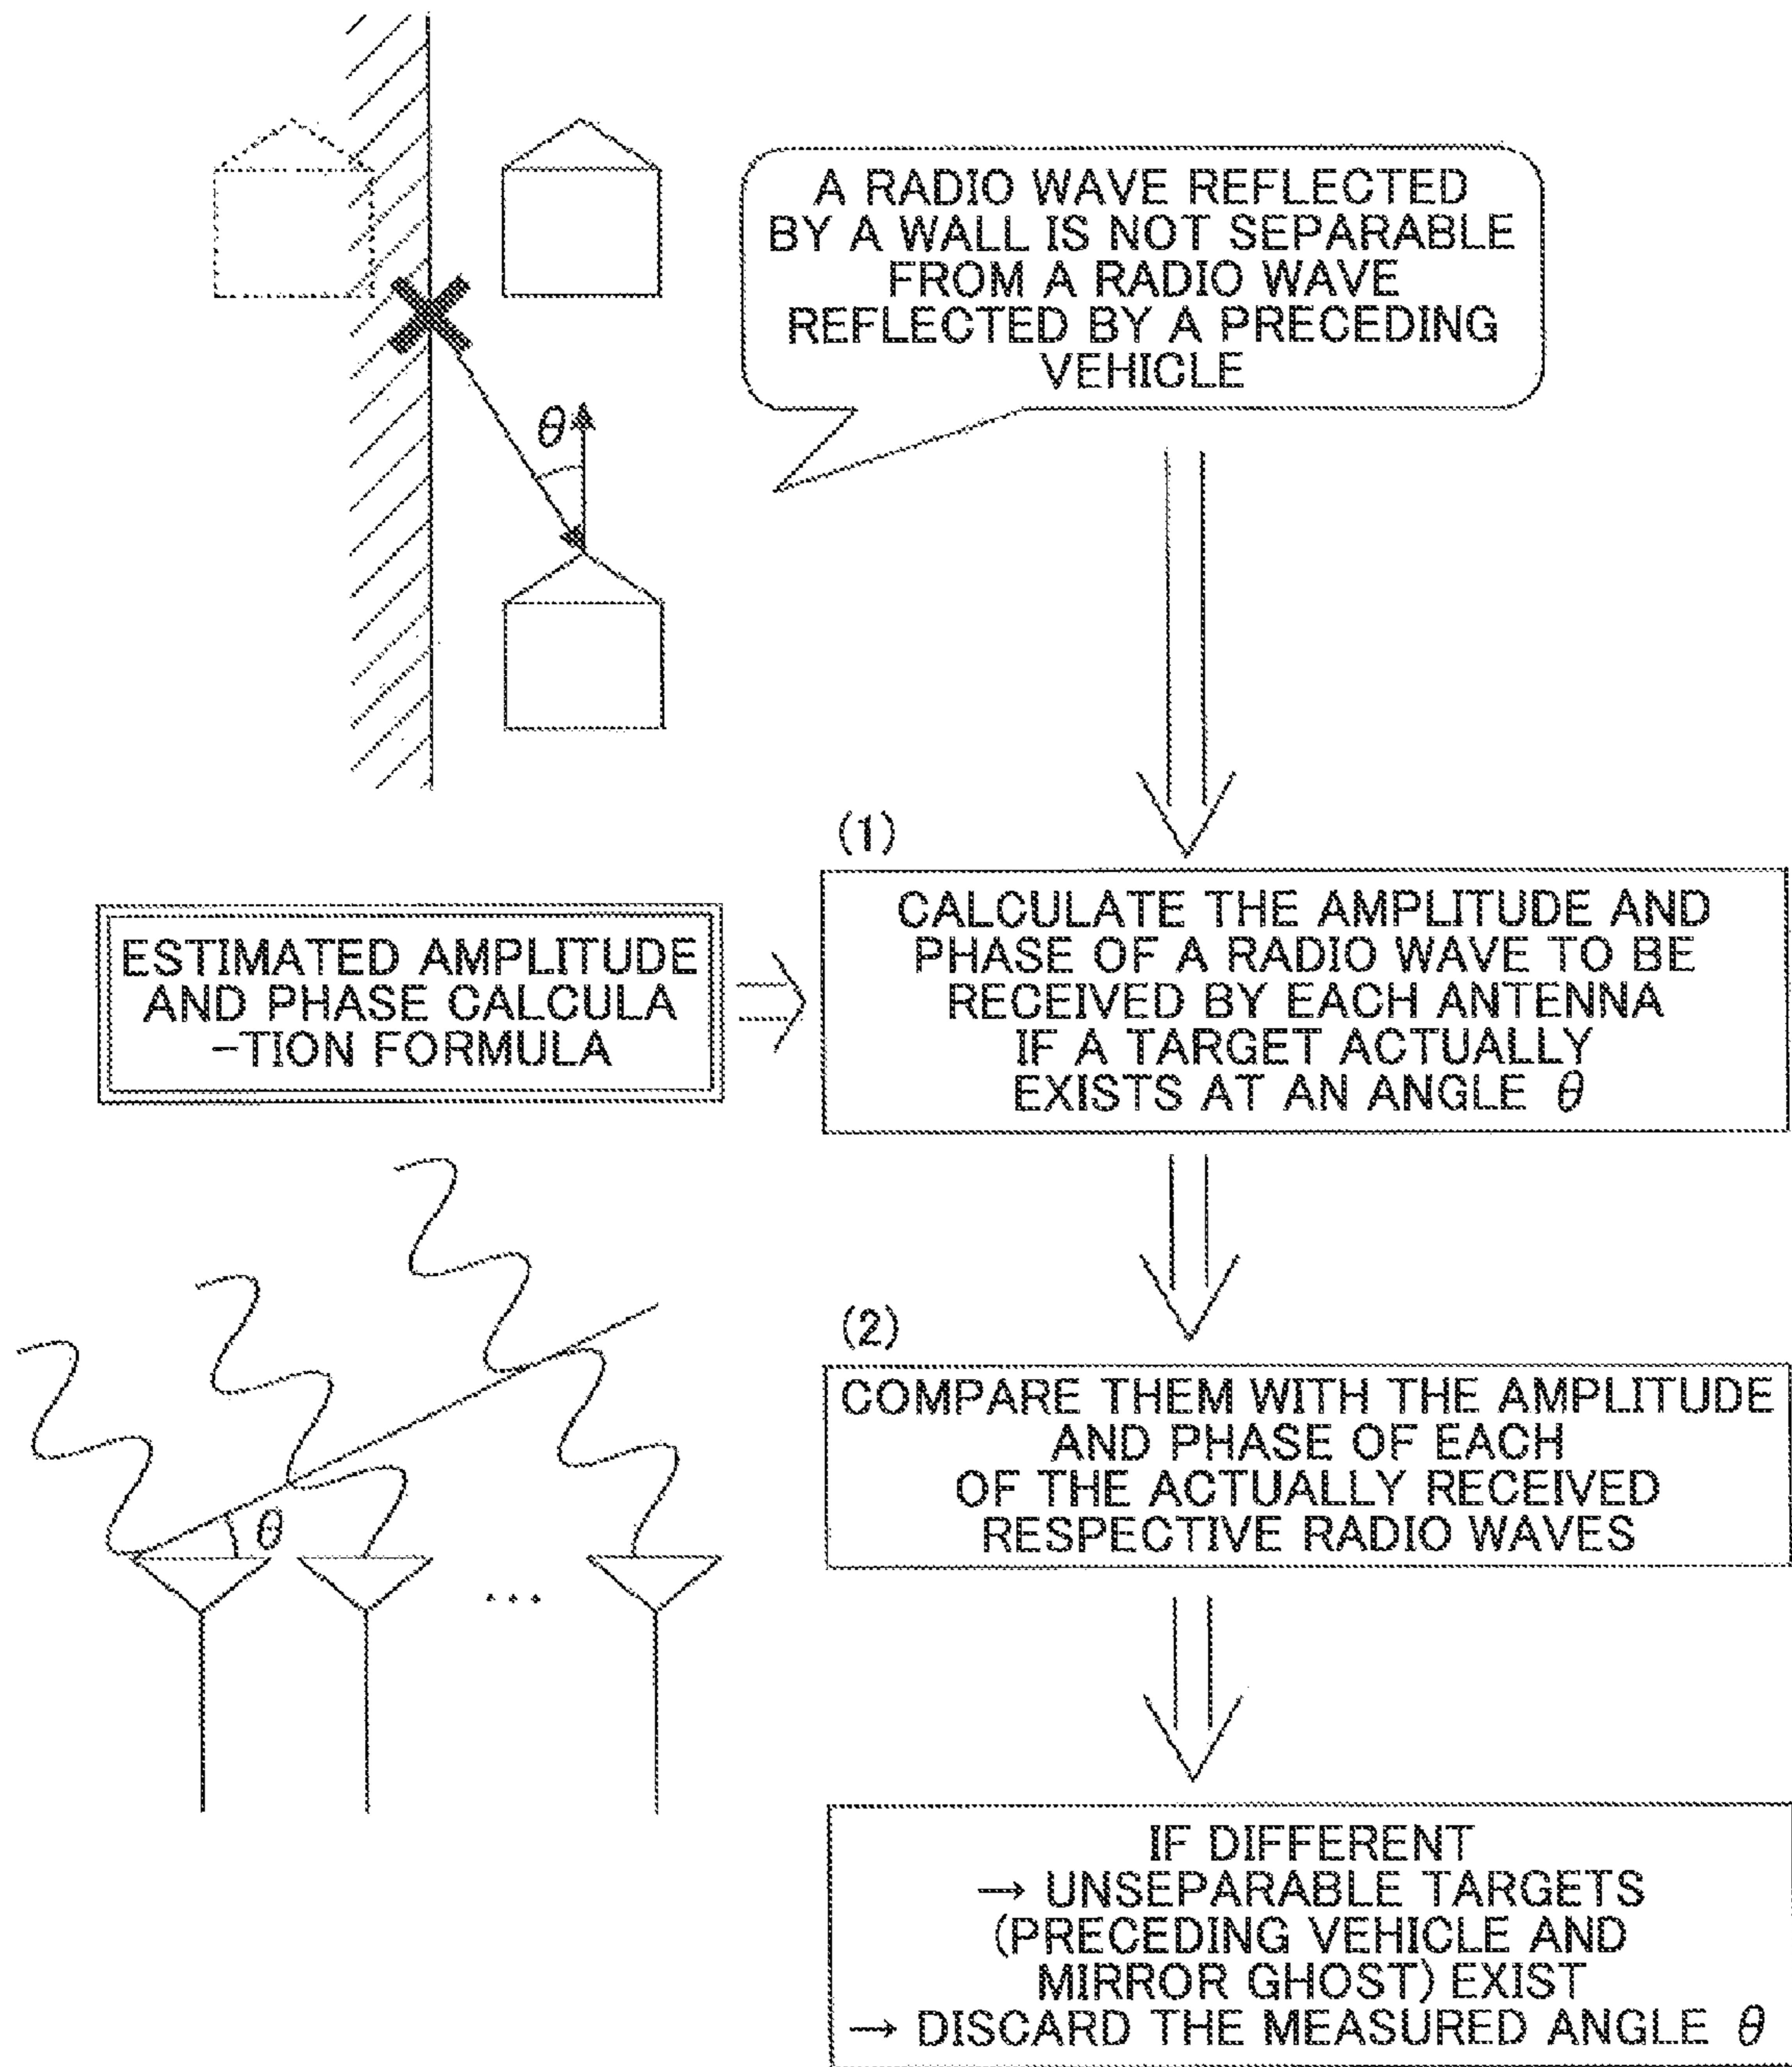 A RADIO WAVE REFLECTED
BY A WALL IS NOT SEPARABLE
FROM A RADIO WAVE
REFLECTED BY A PRECEDING
VEHICLE
θ
(1)
ESTIMATED AMPLITUDE
AND PHASE CALCULA
-TION FORMULA
CALCULATE THE AMPLITUDE AND
PHASE OF A RADIO WAVE TO BE
RECEIVED BY EACH ANTENNA
IF A TARGET ACTUALLY
EXISTS AT AN ANGLE θ
(2)
COMPARE THEM WITH THE AMPLITUDE
AND PHASE OF EACH
OF THE ACTUALLY RECEIVED
RESPECTIVE RADIO WAVES
θ
...
IF DIFFERENT
→ UNSEPARABLE TARGETS
(PRECEDING VEHICLE AND
MIRROR GHOST) EXIST
→ DISCARD THE MEASURED ANGLE θ